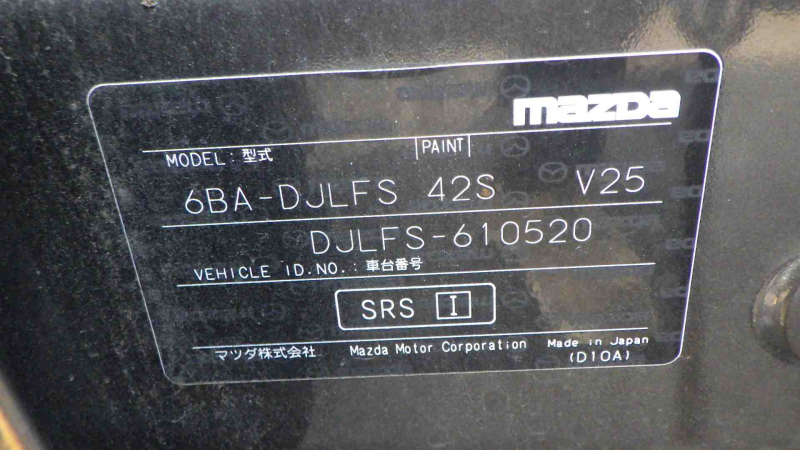 mazda
MODEL:型式 PAINT
6BA-DJLFS 42S V25
DJLFS-610520
VEHICLE ID.NO.:車台番号
SRS I
マツダ株式会社 Mazda Motor Corporation Made in Japan
(D10A)